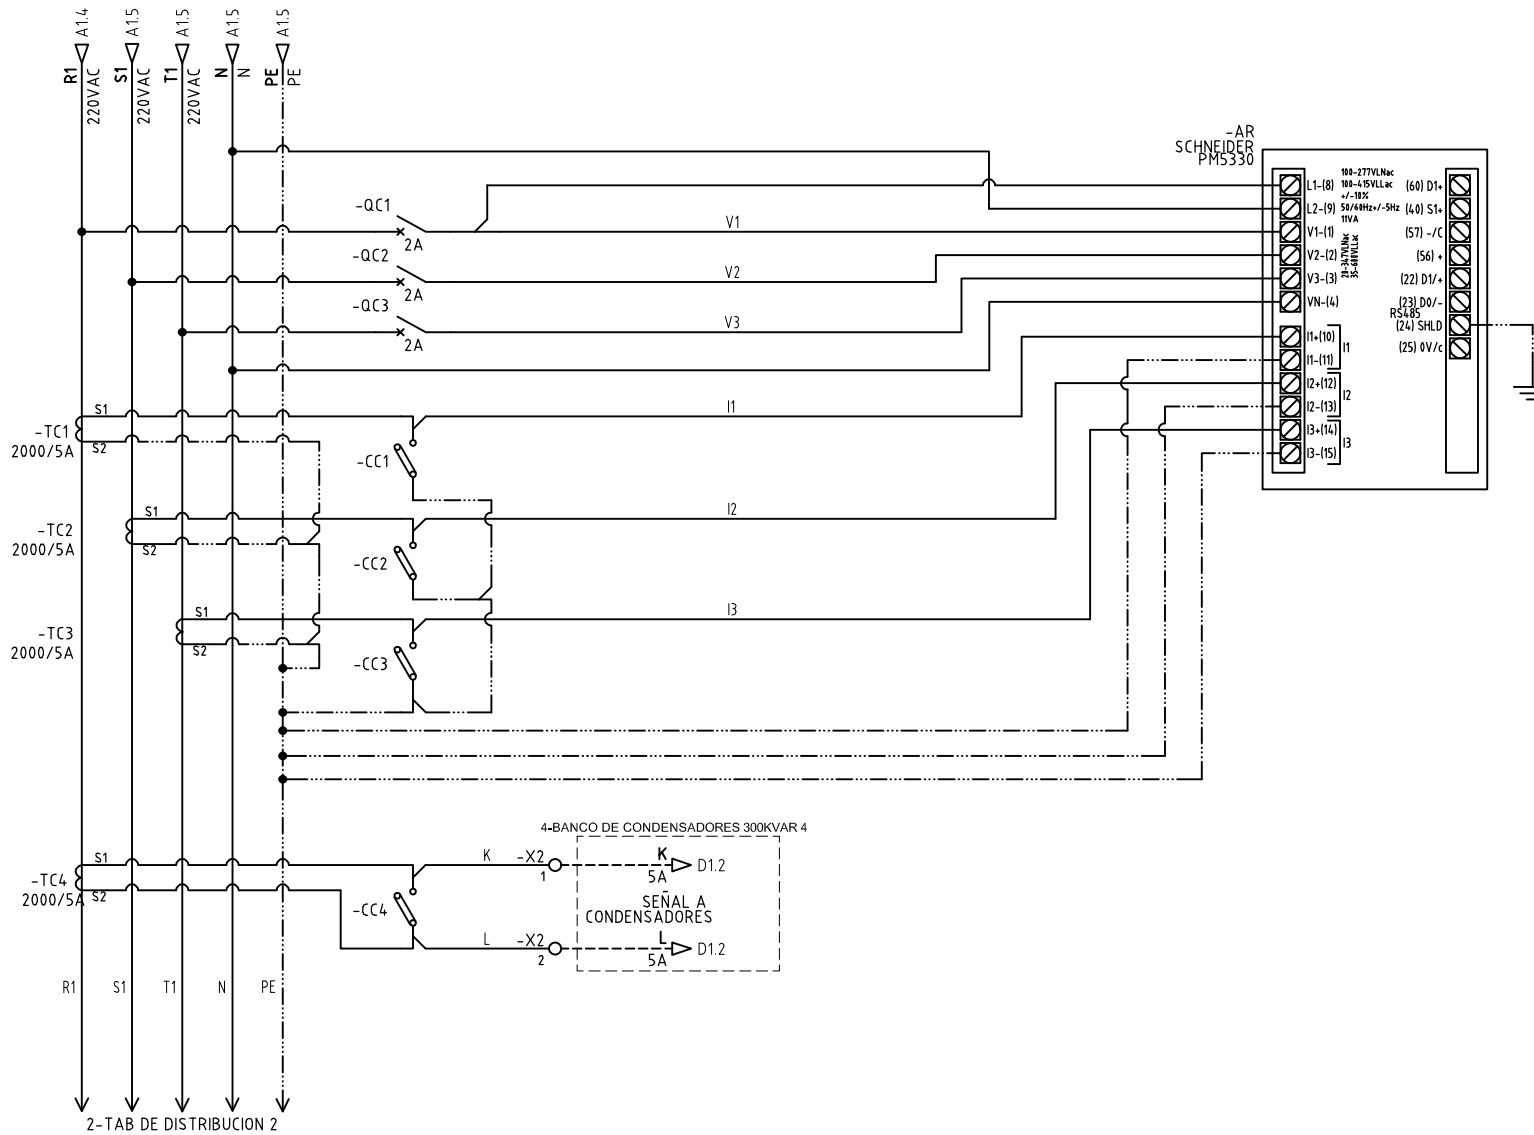 A1.4
A1.5
A1.5
A1.5
A1.5
R1
220VAC
S1
220VAC
T1
220VAC
N
N
PE
PE
-AR
SCHNEIDER
PM5330
L1-(8)
L2-(9)
V1-(1)
V2-(2)
V3-(3)
VN-(4)
I1+(10)
I1-(11)
I2+(12)
I2-(13)
I3+(14)
I3-(15)
I1
I2
I3
100-277VLNac
100-415VLLac
+/-10%
50/60Hz+/-5Hz
11VA
20-347VLNac
35-600VLLac
(60) D1+
(40) S1+
(57) -/C
(56) +
(22) D1/+
(23) D0/-
RS485
(24) SHLD
(25) 0V/c
-QC1
2A
V1
-QC2
2A
V2
-QC3
2A
V3
-TC1
2000/5A
S1
S2
-CC1
I1
-TC2
2000/5A
S1
S2
-CC2
I2
-TC3
2000/5A
S1
S2
-CC3
I3
4-BANCO DE CONDENSADORES 300KVAR 4
-TC4
2000/5A
S1
S2
-CC4
K
-X2
1
K
5A
D1.2
SEÑAL A
CONDENSADORES
L
-X2
2
L
5A
D1.2
R1
S1
T1
N
PE
2-TAB DE DISTRIBUCION 2